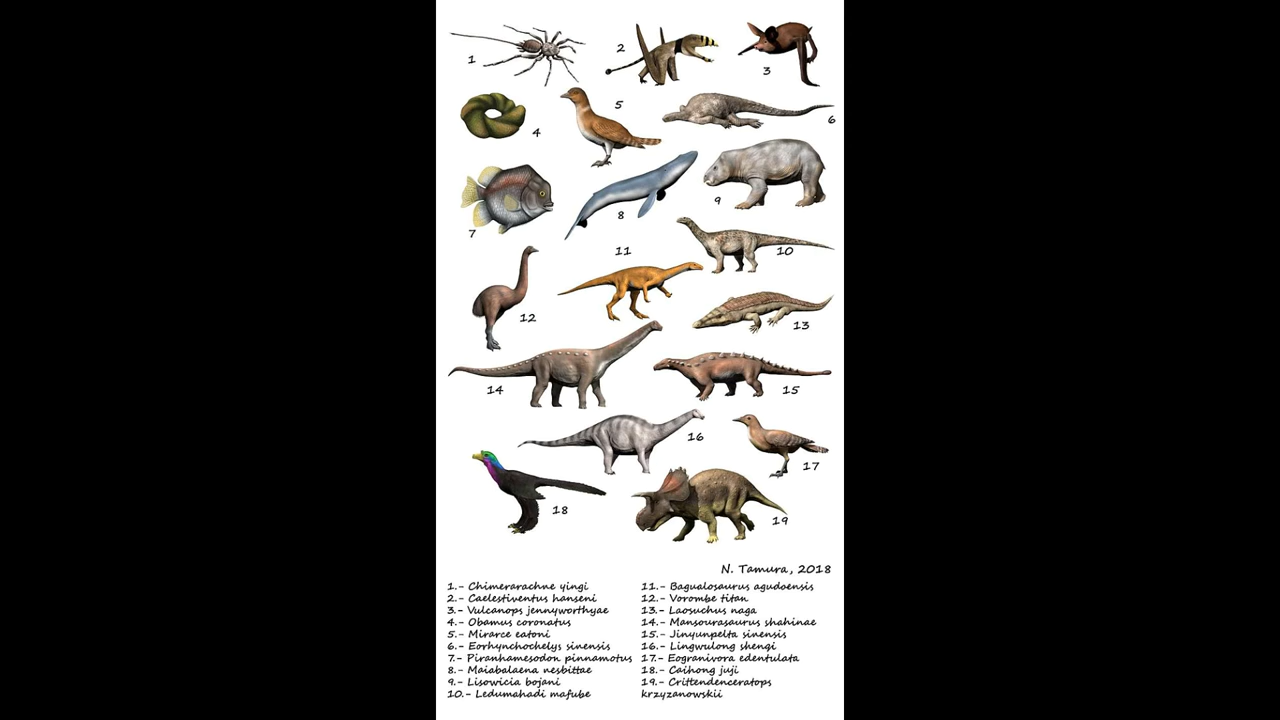 1
2
3
4
5
6
7
8
9
10
11
12
13
14
15
16
17
18
19
N. Tamura, 2018
1.- Chimerarachne yingi
2.- Caelestiventus hanseni
3.- Vulcanops jennyworthyae
4.- Obamus coronatus
5.- Mirarce eatoni
6.- Eorhynchochelys sinensis
7.- Piranhamesodon pinnamotus
8.- Maiabalaena nesbittae
9.- Lisowicia bojani
10.- Ledumahadi mafube
11.- Bagualosaurus agudoensis
12.- Vorombe titan
13.- Laosuchus naga
14.- Mansourasaurus shahinae
15.- Jinyunpelta sinensis
16.- Lingwulong shengi
17.- Eogranivora edentulata
18.- Caihong juji
19.- Crittendenceratops
krzyzanowskii